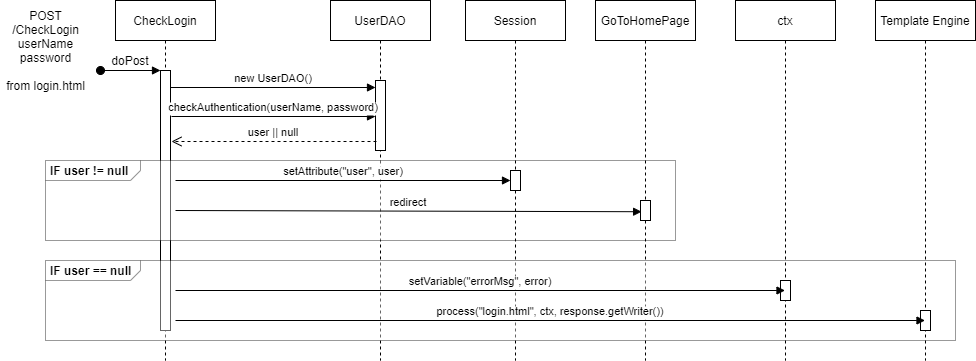 POST
/CheckLogin
userName
password
from login.html
CheckLogin
UserDAO
Session
GoToHomePage
ctx
Template Engine
doPost
new UserDAO()
checkAuthentication(userName, password)
user || null
IF user != null
setAttribute("user", user)
redirect
IF user == null
setVariable("errorMsg", error)
process("login.html", ctx, response.getWriter())